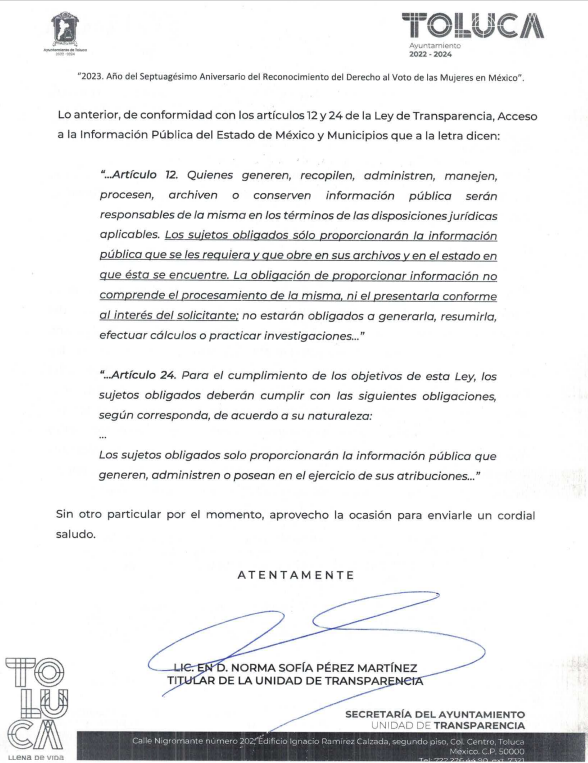 TOLUCA
Ayuntamiento de Toluca
Ayuntamiento
2022 - 2024
"2023. Año del Septuagésimo Aniversario del Reconocimiento del Derecho al Voto de las Mujeres en México".
Lo anterior, de conformidad con los artículos 12 y 24 de la Ley de Transparencia, Acceso
a la Información Pública del Estado de México y Municipios que a la letra dicen:
"...Artículo 12. Quienes generen, recopilen, administren, manejen,
procesen, archiven o conserven información pública serán
responsables de la misma en los términos de las disposiciones jurídicas
aplicables. Los sujetos obligados sólo proporcionarán la información
pública que se les requiera y que obre en sus archivos y en el estado en
que ésta se encuentre. La obligación de proporcionar información no
comprende el procesamiento de la misma, ni el presentarla conforme
al interés del solicitante; no estarán obligados a generarla, resumirla,
efectuar cálculos o practicar investigaciones..."
"...Artículo 24. Para el cumplimiento de los objetivos de esta Ley, los
sujetos obligados deberán cumplir con las siguientes obligaciones,
según corresponda, de acuerdo a su naturaleza:
...
Los sujetos obligados solo proporcionarán la información pública que
generen, administren o posean en el ejercicio de sus atribuciones..."
Sin otro particular por el momento, aprovecho la ocasión para enviarle un cordial
saludo.
ATENTAMENTE
LIC. EN D. NORMA SOFÍA PÉREZ MARTÍNEZ
TITULAR DE LA UNIDAD DE TRANSPARENCIA
SECRETARÍA DEL AYUNTAMIENTO
UNIDAD DE TRANSPARENCIA
TO
LU
CA
LLENA DE VIDA
Calle Nigromante número 202, Edificio Ignacio Ramírez Calzada, segundo piso, Col. Centro, Toluca
México. C.P. 50000
Tel: 722 226 44 90, ext. 7321